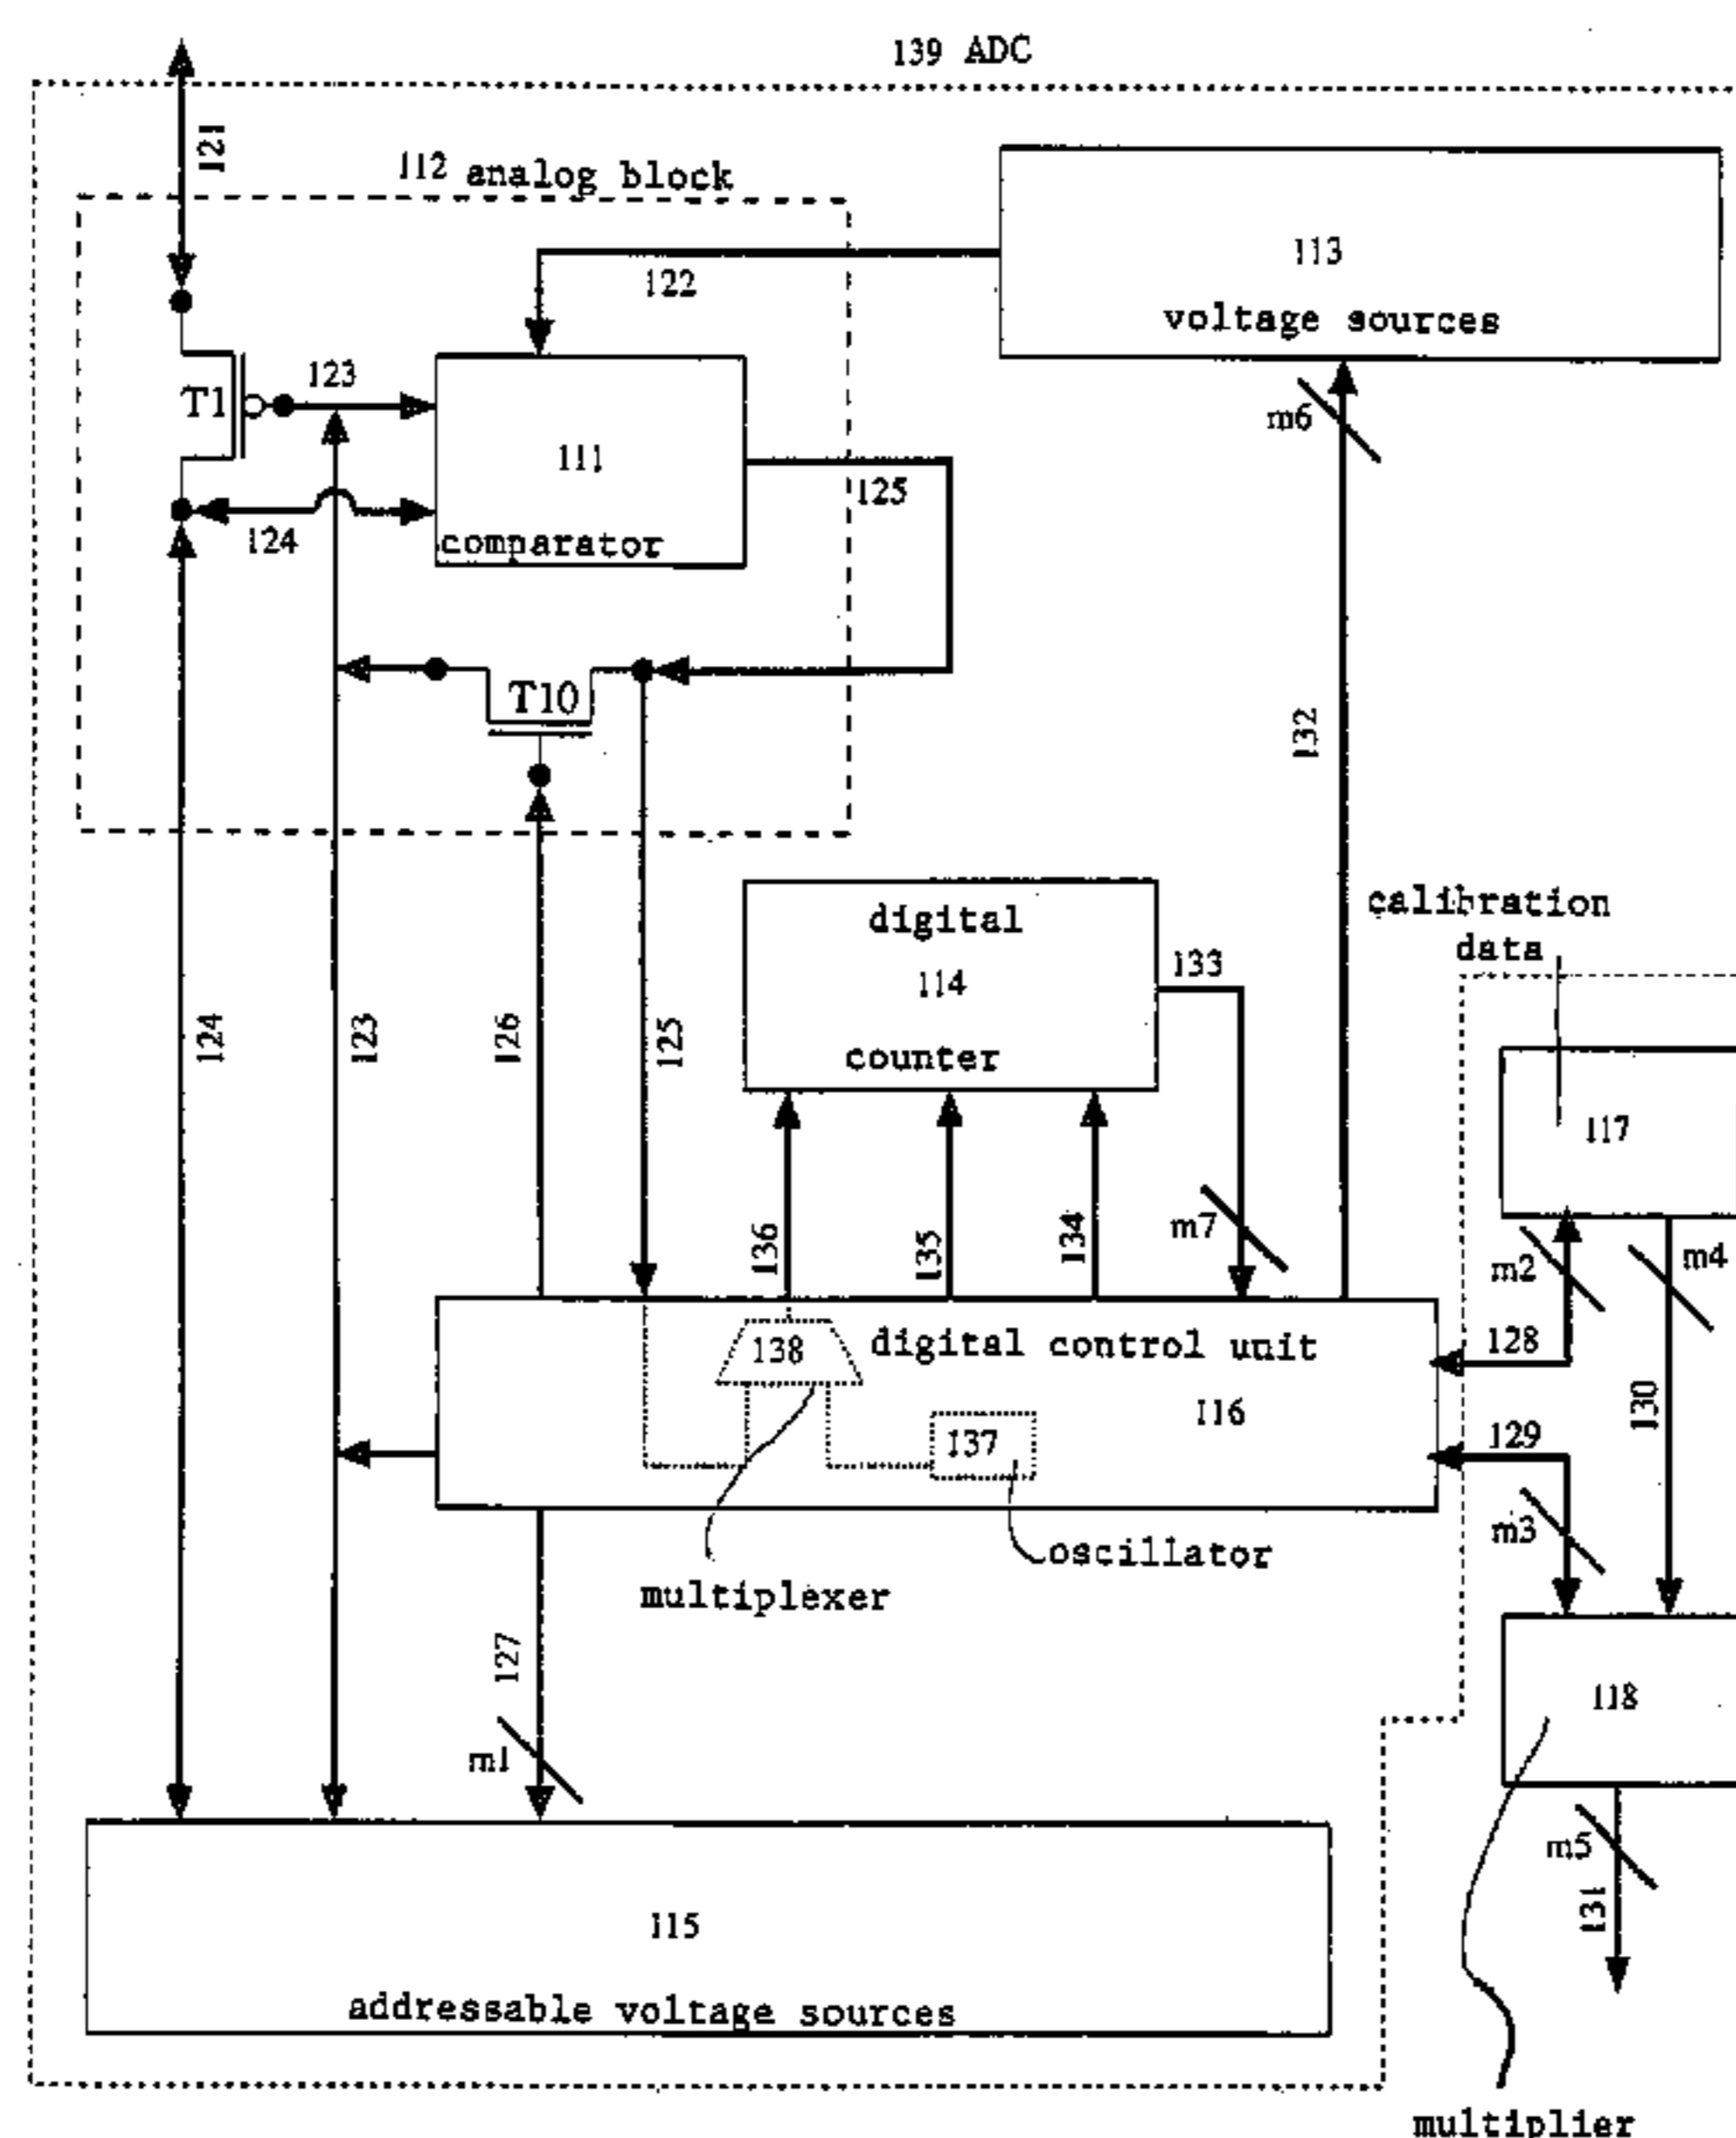 139 ADC
121
112 analog block
122
113
voltage sources
T1
123
111
comparator
124
125
m6
T10
132
digital
114
counter
133
calibration
data
124
123
126
125
117
136
135
134
m7
m2
m4
138
digital control unit
128
116
137
129
130
m3
oscillator
multiplexer
127
m1
118
m5
131
115
addressable voltage sources
multiplier